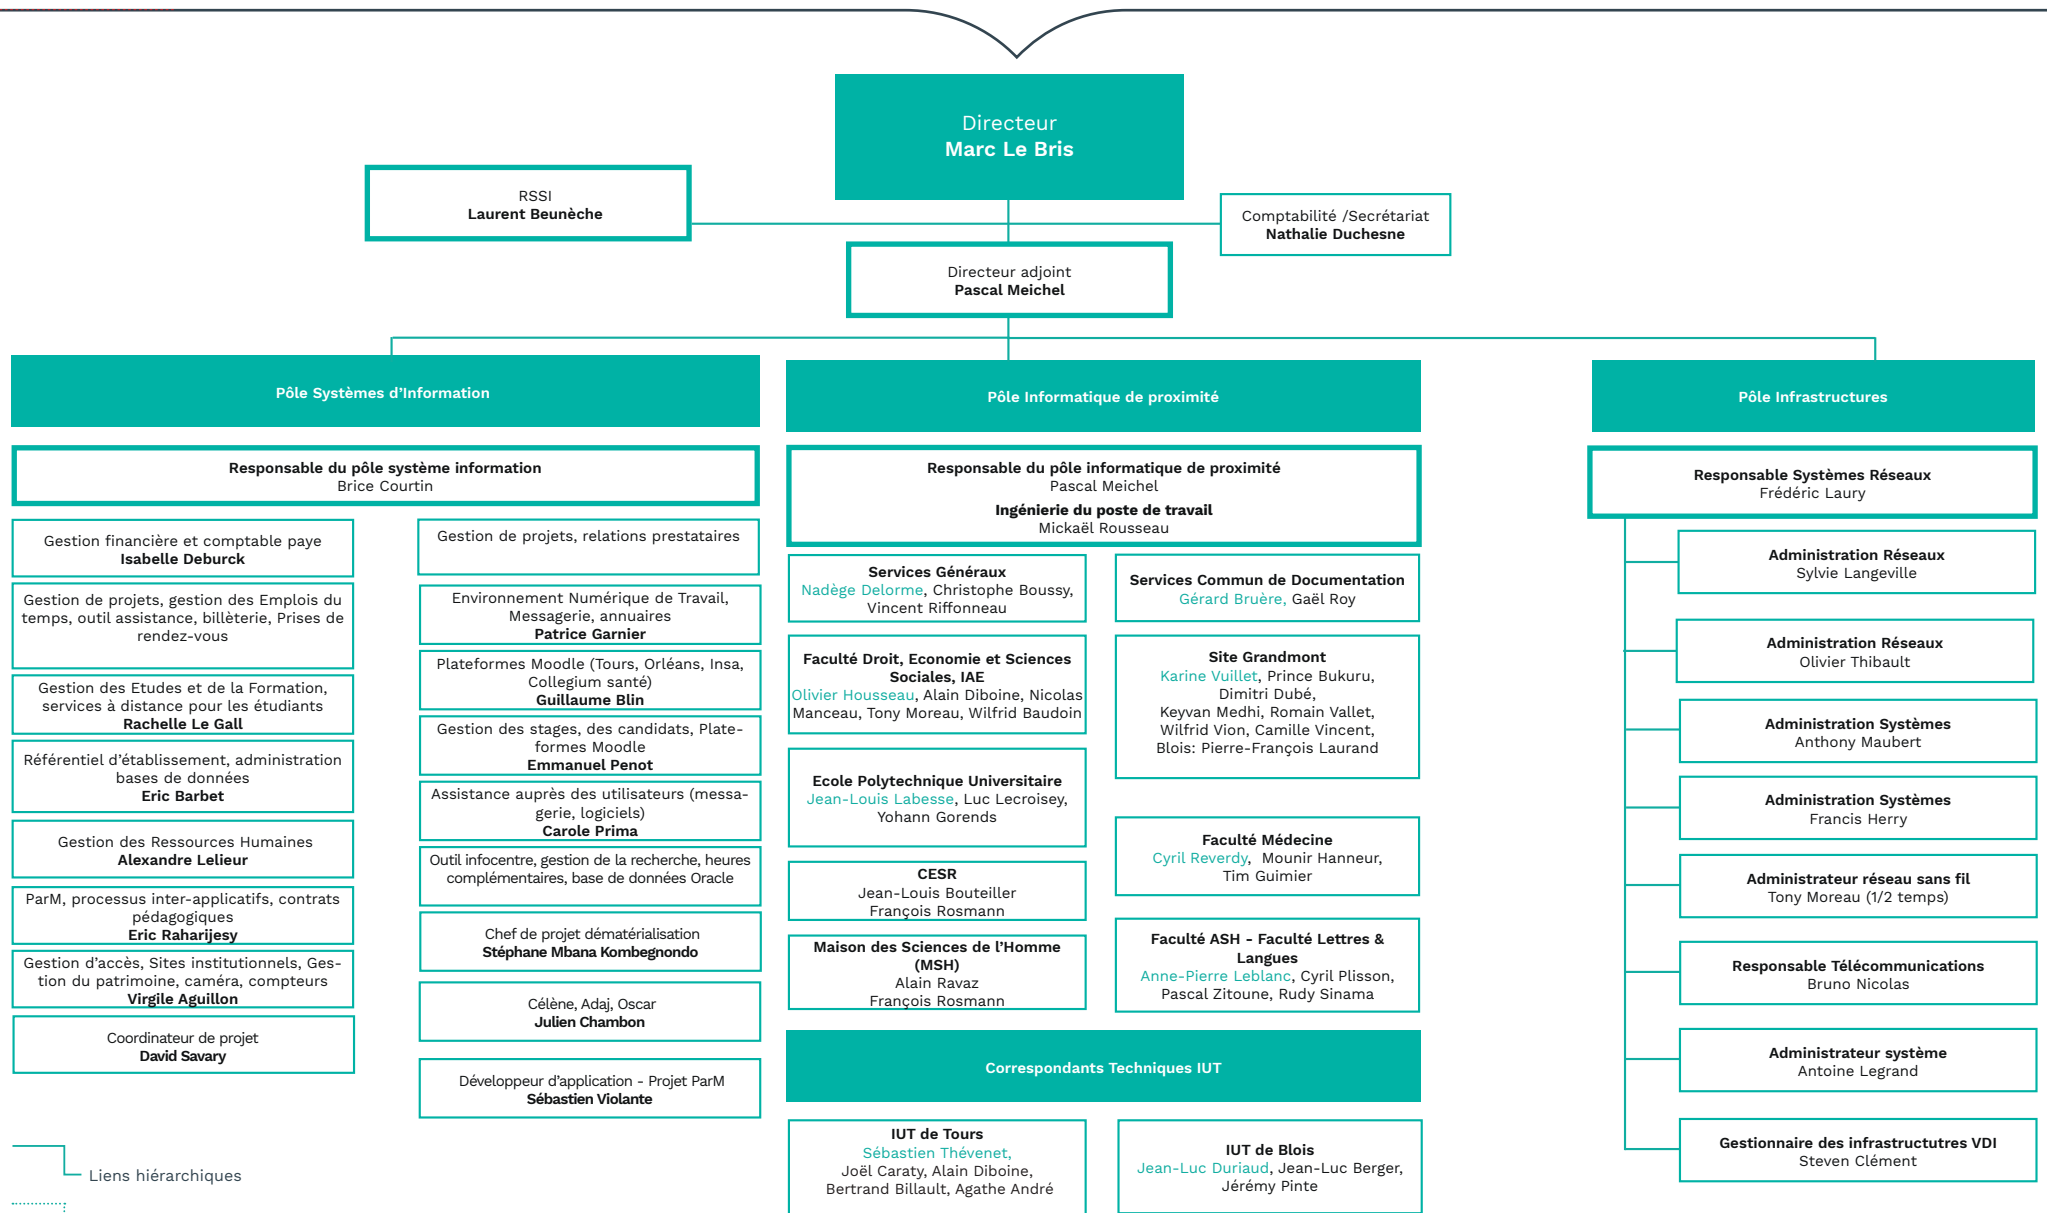 Directeur
Marc Le Bris
RSSI
Laurent Beunèche
Comptabilité /Secrétariat
Nathalie Duchesne
Directeur adjoint
Pascal Meichel
Pôle Systèmes d'Information
Responsable du pôle système information
Brice Courtin
Gestion financière et comptable paye
Isabelle Deburck
Gestion de projets, gestion des Emplois du
temps, outil assistance, billèterie, Prises de
rendez-vous
Gestion des Etudes et de la Formation,
services à distance pour les étudiants
Rachelle Le Gall
Référentiel d'établissement, administration
bases de données
Eric Barbet
Gestion des Ressources Humaines
Alexandre Lelieur
ParM, processus inter-applicatifs, contrats
pédagogiques
Eric Raharijesy
Gestion d'accès, Sites institutionnels, Ges-
tion du patrimoine, caméra, compteurs
Virgile Aguillon
Coordinateur de projet
David Savary
Gestion de projets, relations prestataires
Environnement Numérique de Travail,
Messagerie, annuaires
Patrice Garnier
Plateformes Moodle (Tours, Orléans, Insa,
Collegium santé)
Guillaume Blin
Gestion des stages, des candidats, Plate-
formes Moodle
Emmanuel Penot
Assistance auprès des utilisateurs (messa-
gerie, logiciels)
Carole Prima
Outil infocentre, gestion de la recherche, heures
complémentaires, base de données Oracle
Chef de projet dématérialisation
Stéphane Mbana Kombegnondo
Célène, Adaj, Oscar
Julien Chambon
Développeur d'application - Projet ParM
Sébastien Violante
Pôle Informatique de proximité
Responsable du pôle informatique de proximité
Pascal Meichel
Ingénierie du poste de travail
Mickaël Rousseau
Services Généraux
Nadège Delorme, Christophe Boussy,
Vincent Riffonneau
Faculté Droit, Economie et Sciences
Sociales, IAE
Olivier Housseau, Alain Diboine, Nicolas
Manceau, Tony Moreau, Wilfrid Baudoin
Ecole Polytechnique Universitaire
Jean-Louis Labesse, Luc Lecroisey,
Yohann Gorends
CESR
Jean-Louis Bouteiller
François Rosmann
Maison des Sciences de l'Homme
(MSH)
Alain Ravaz
François Rosmann
Services Commun de Documentation
Gérard Bruère, Gaël Roy
Site Grandmont
Karine Vuillet, Prince Bukuru,
Dimitri Dubé,
Keyvan Medhi, Romain Vallet,
Wilfrid Vion, Camille Vincent,
Blois: Pierre-François Laurand
Faculté Médecine
Cyril Reverdy, Mounir Hanneur,
Tim Guimier
Faculté ASH - Faculté Lettres &
Langues
Anne-Pierre Leblanc, Cyril Plisson,
Pascal Zitoune, Rudy Sinama
Correspondants Techniques IUT
IUT de Tours
Sébastien Thévenet,
Joël Caraty, Alain Diboine,
Bertrand Billault, Agathe André
IUT de Blois
Jean-Luc Duriaud, Jean-Luc Berger,
Jérémy Pinte
Pôle Infrastructures
Responsable Systèmes Réseaux
Frédéric Laury
Administration Réseaux
Sylvie Langeville
Administration Réseaux
Olivier Thibault
Administration Systèmes
Anthony Maubert
Administration Systèmes
Francis Herry
Administrateur réseau sans fil
Tony Moreau (1/2 temps)
Responsable Télécommunications
Bruno Nicolas
Administrateur système
Antoine Legrand
Gestionnaire des infrastructutres VDI
Steven Clément
Liens hiérarchiques